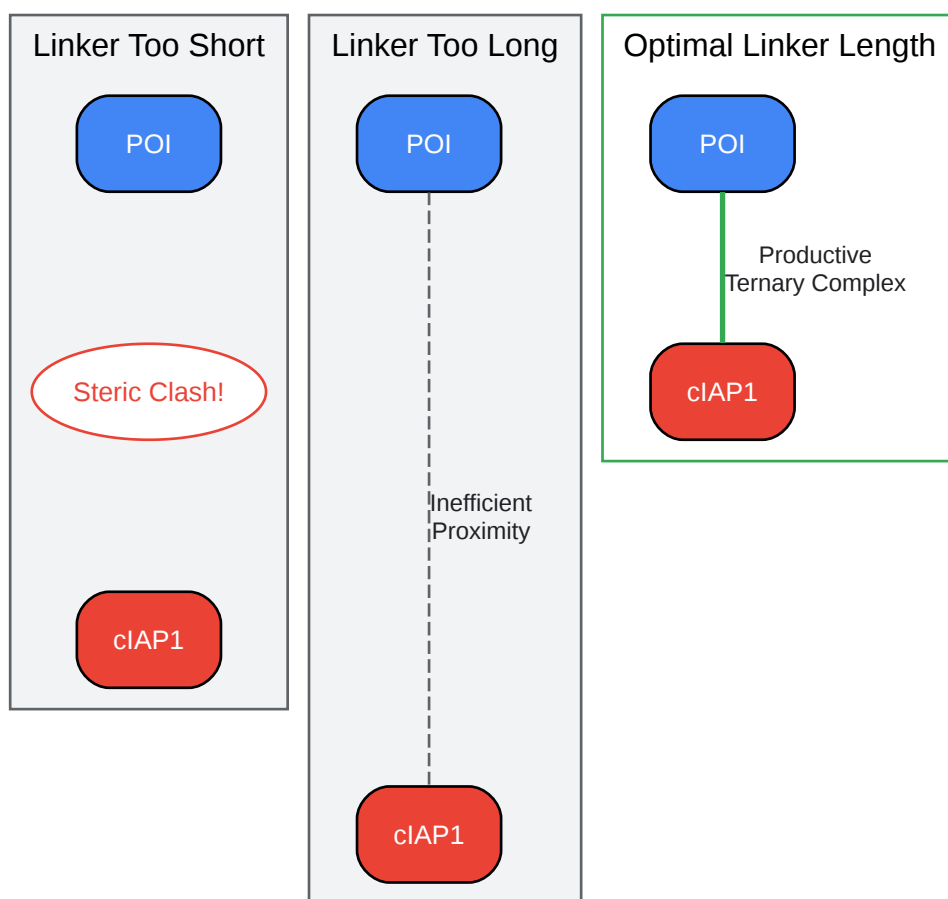 Linker Too Short
POI
Steric Clash!
cIAP1
Linker Too Long
POI
Inefficient
Proximity
cIAP1
Optimal Linker Length
POI
Productive
Ternary Complex
cIAP1